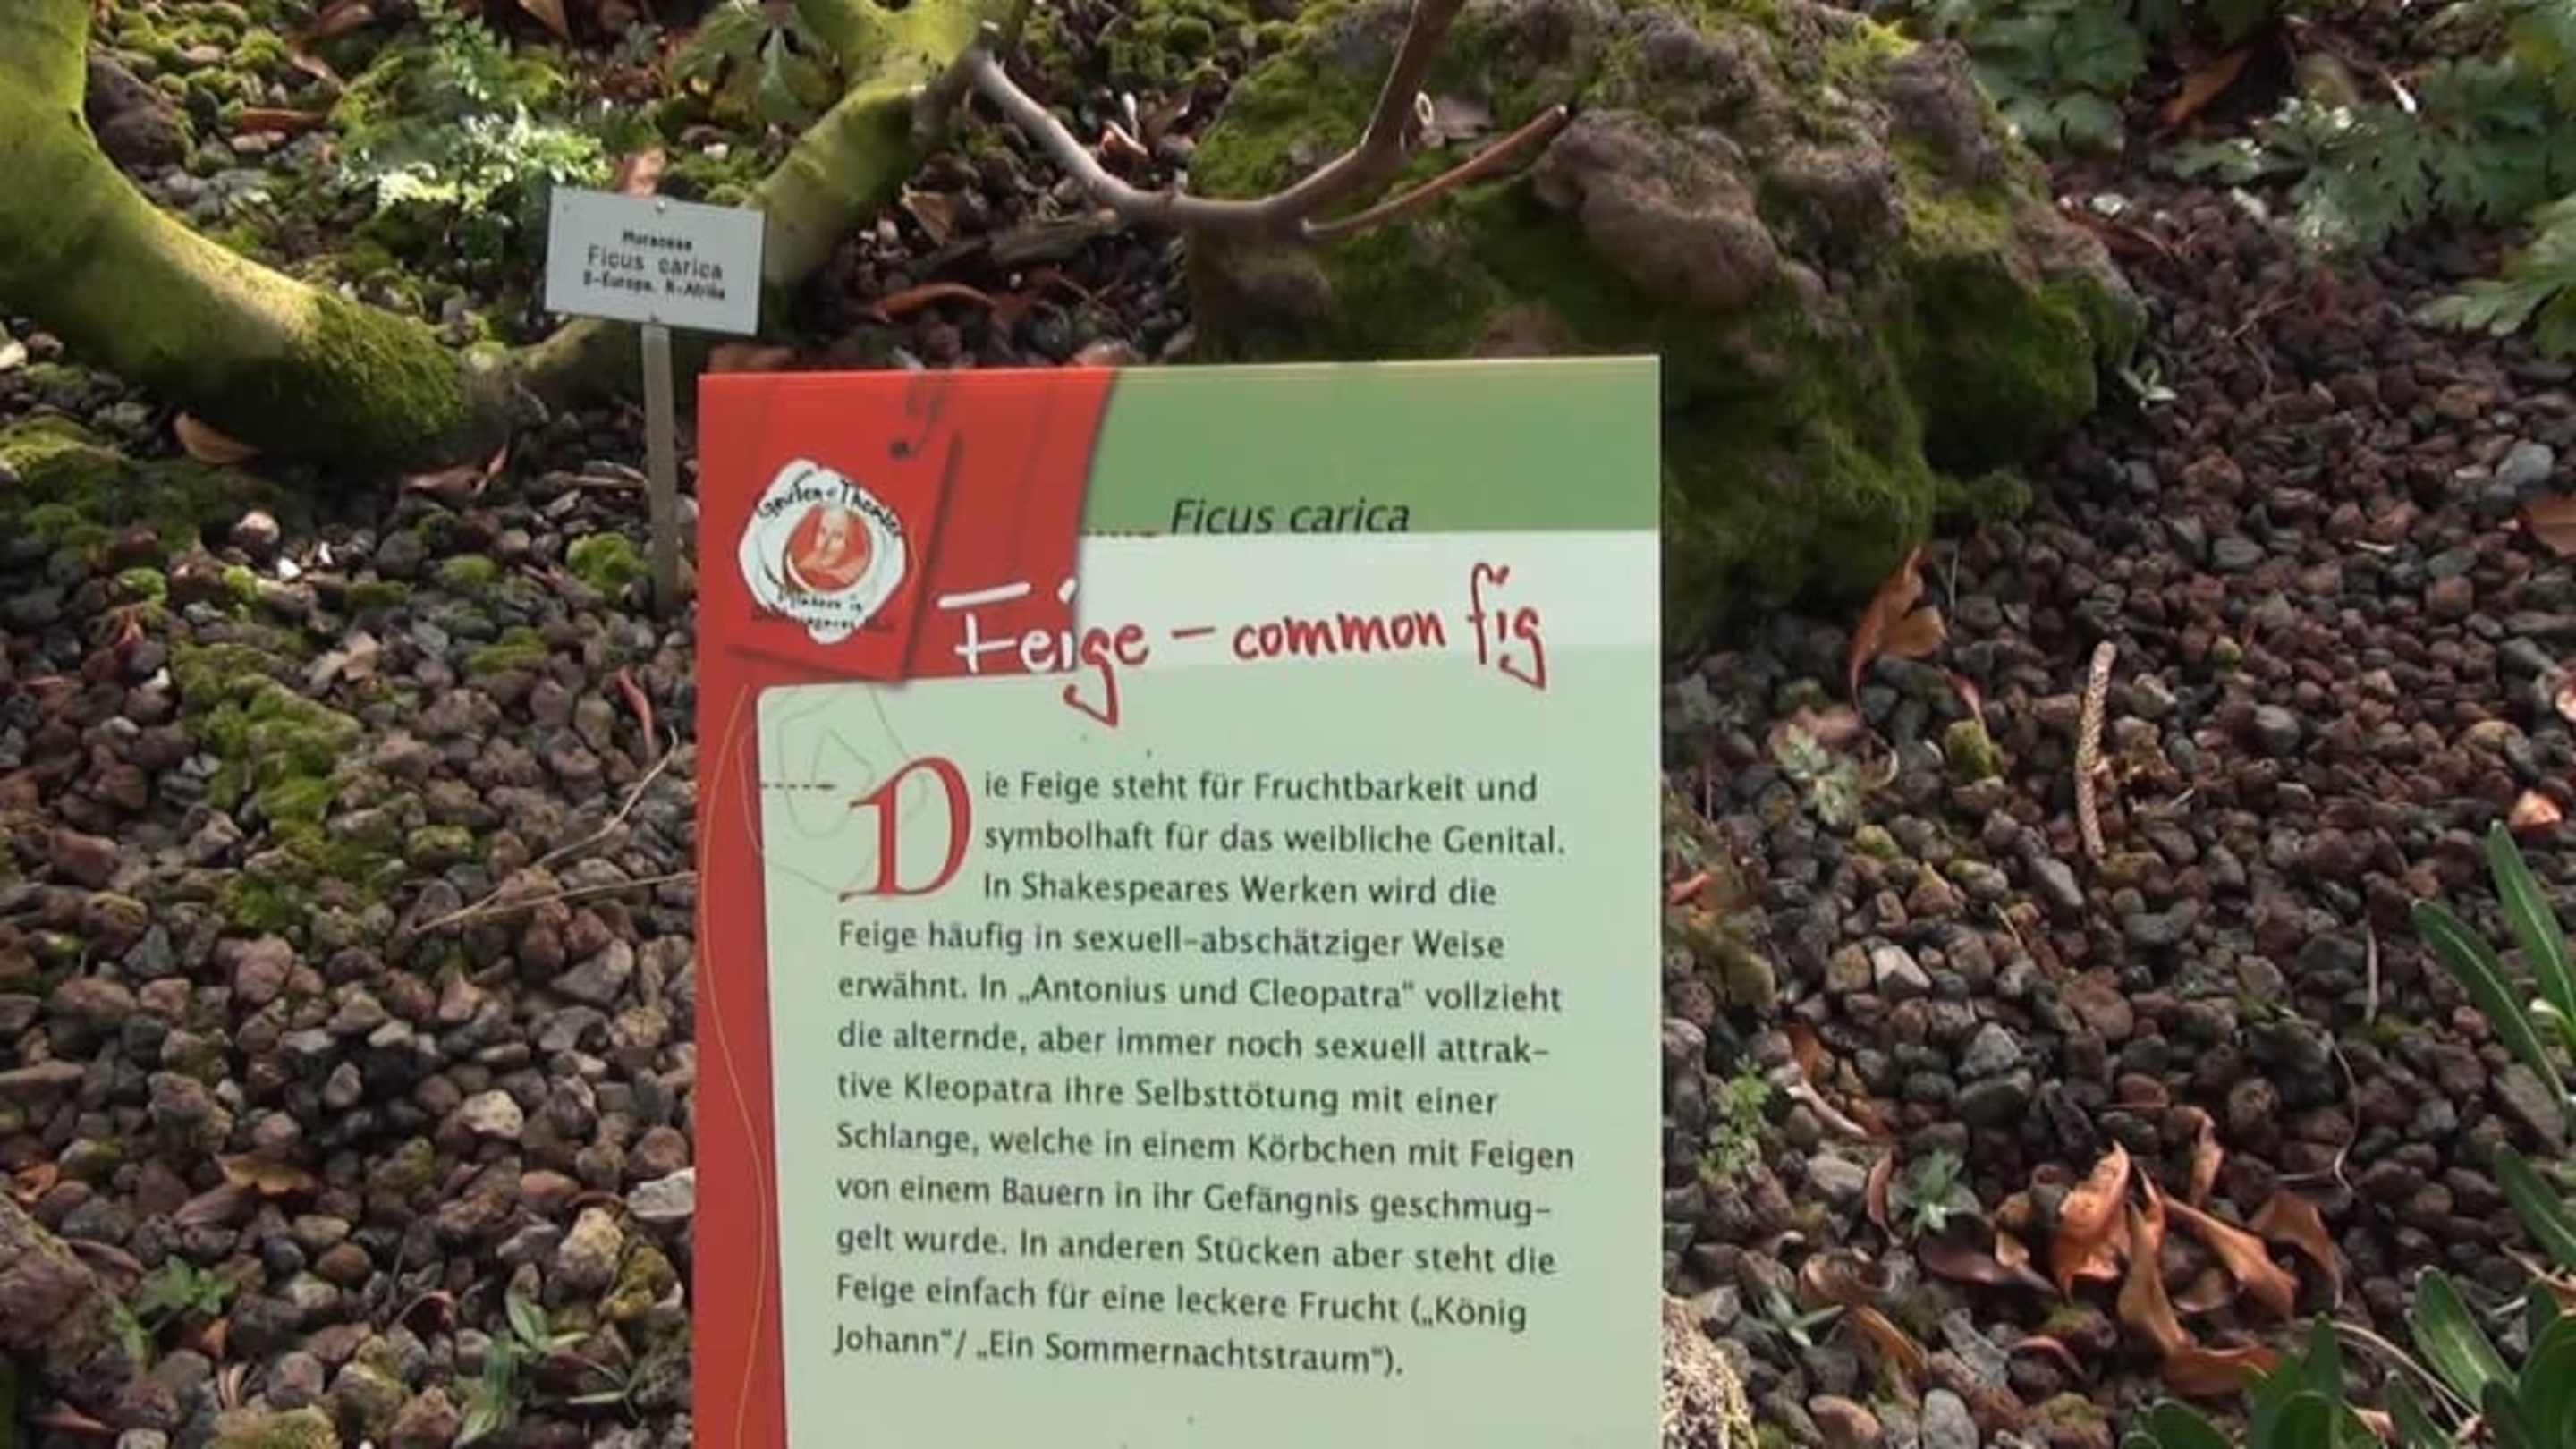 Moraceae
Ficus carica
S-Europa, N-Afrika
Garten-Theater
Ficus carica
Feige - common fig
Die Feige steht für Fruchtbarkeit und
symbolhaft für das weibliche Genital.
In Shakespeares Werken wird die
Feige häufig in sexuell-abschätziger Weise
erwähnt. In „Antonius und Cleopatra“ vollzieht
die alternde, aber immer noch sexuell attrak-
tive Kleopatra ihre Selbsttötung mit einer
Schlange, welche in einem Körbchen mit Feigen
von einem Bauern in ihr Gefängnis geschmug-
gelt wurde. In anderen Stücken aber steht die
Feige einfach für eine leckere Frucht („König
Johann“/ „Ein Sommernachtstraum“).